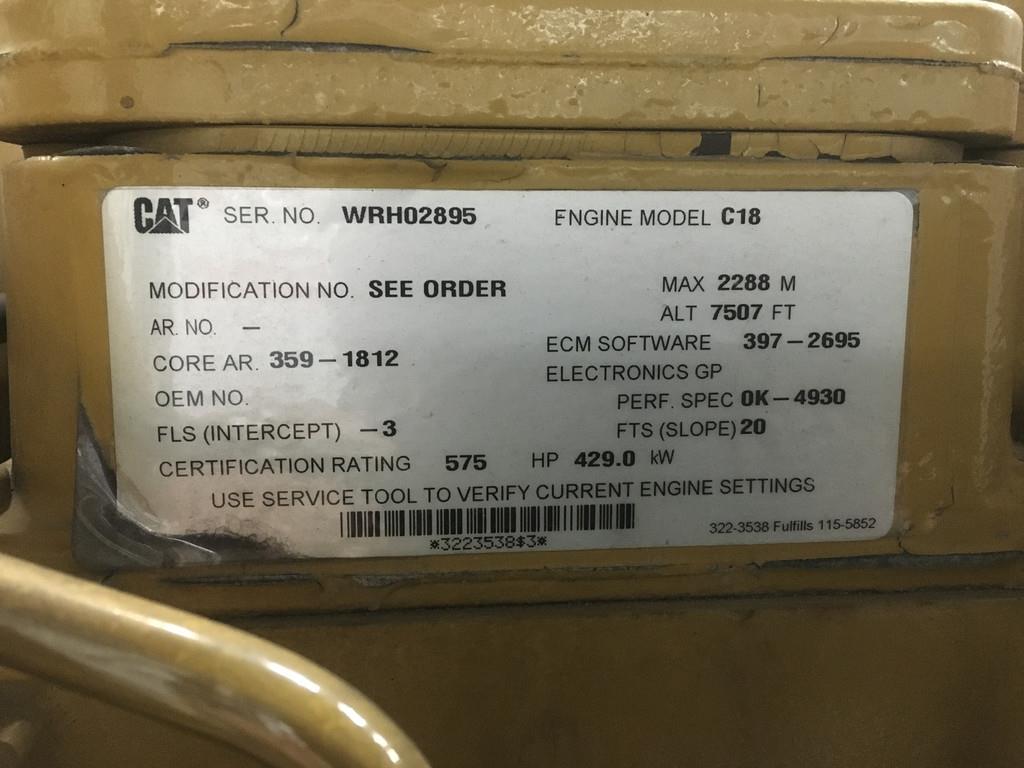 CAT® SER. NO. WRH02895 ENGINE MODEL C18
MODIFICATION NO. SEE ORDER MAX 2288 M
ALT 7507 FT
AR. NO. —
ECM SOFTWARE 397-2695
CORE AR. 359-1812
ELECTRONICS GP
OEM NO. PERF. SPEC 0K-4930
FLS (INTERCEPT) -3 FTS (SLOPE) 20
CERTIFICATION RATING 575 HP 429.0 kW
USE SERVICE TOOL TO VERIFY CURRENT ENGINE SETTINGS
*3223538$3* 322-3538 Fulfills 115-5852